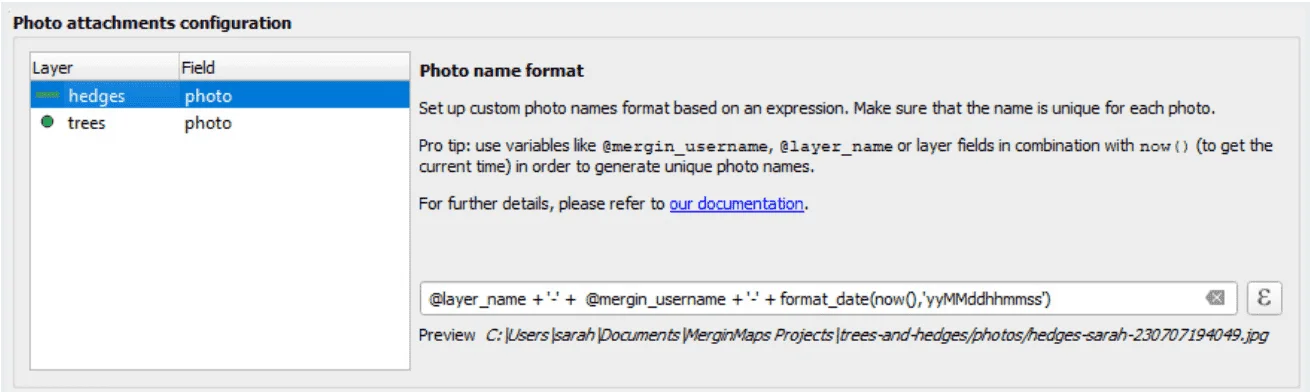 Photo attachments configuration
Layer Field
hedges photo
trees photo
Photo name format
Set up custom photo names format based on an expression. Make sure that the name is unique for each photo.
Pro tip: use variables like @mergin_username, @layer_name or layer fields in combination with now() (to get the
current time) in order to generate unique photo names.
For further details, please refer to our documentation.
@layer_name + '-' + @mergin_username + '-' + format_date(now(),'yyMMddhhmmss')
ε
Preview C:\Users\sarah\Documents\MerginMaps Projects\trees-and-hedges/photos/hedges-sarah-230707194049.jpg